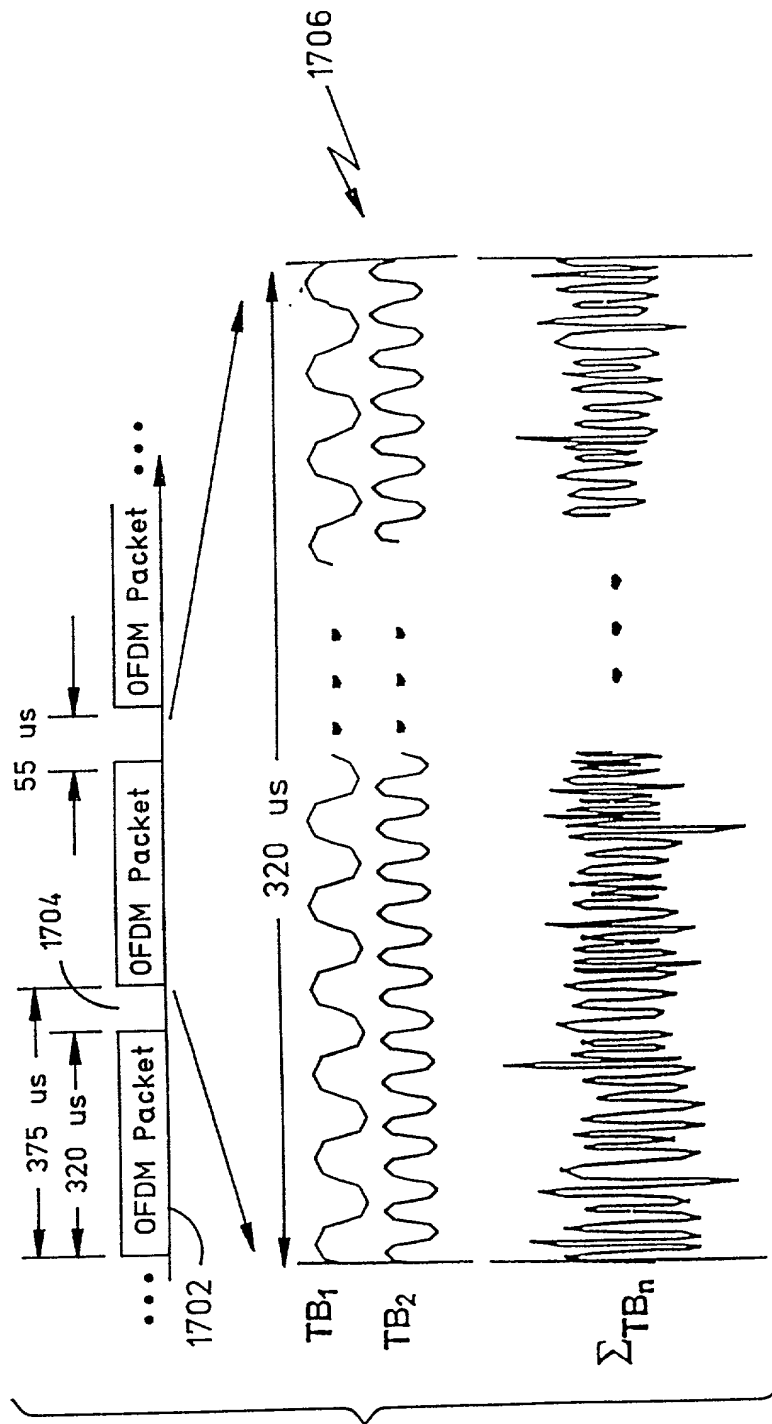 375 us
320 us
1704
55 us
••• OFDM Packet OFDM Packet OFDM Packet •••
1702
320 us
1706
TB1
TB2
ΣTBn